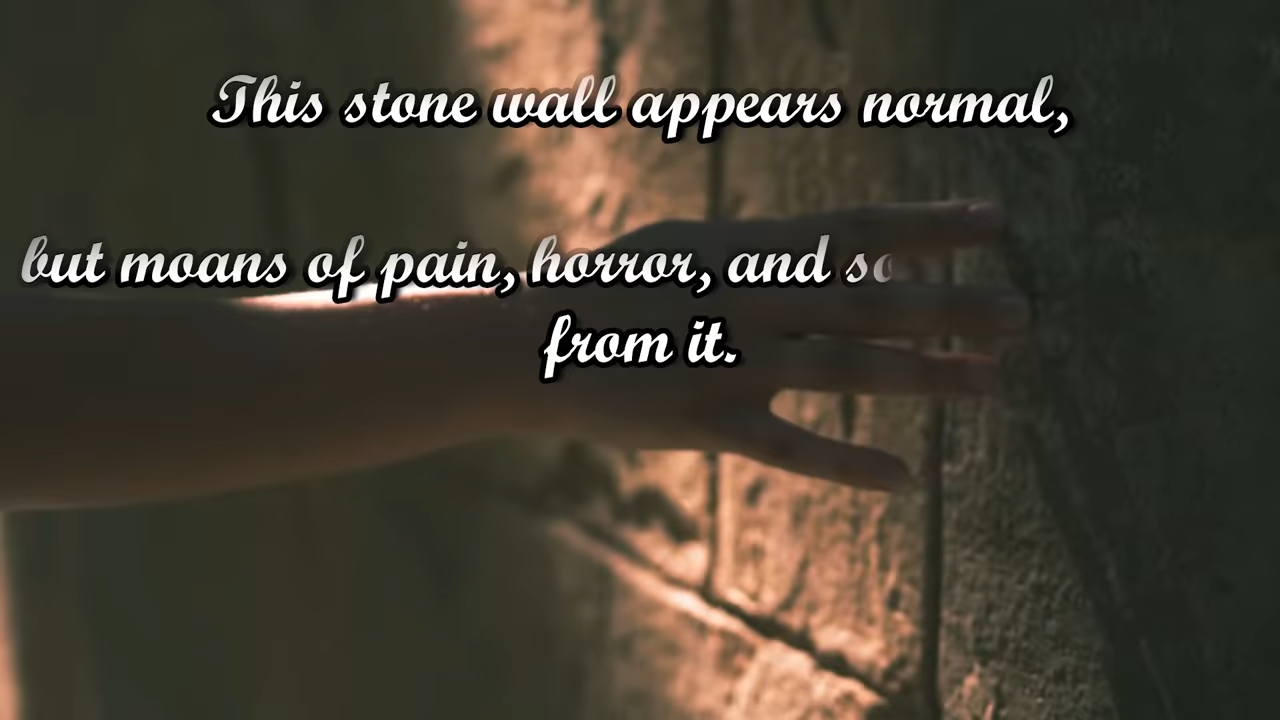 This stone wall appears normal,
but moans of pain, horror, and
from it.